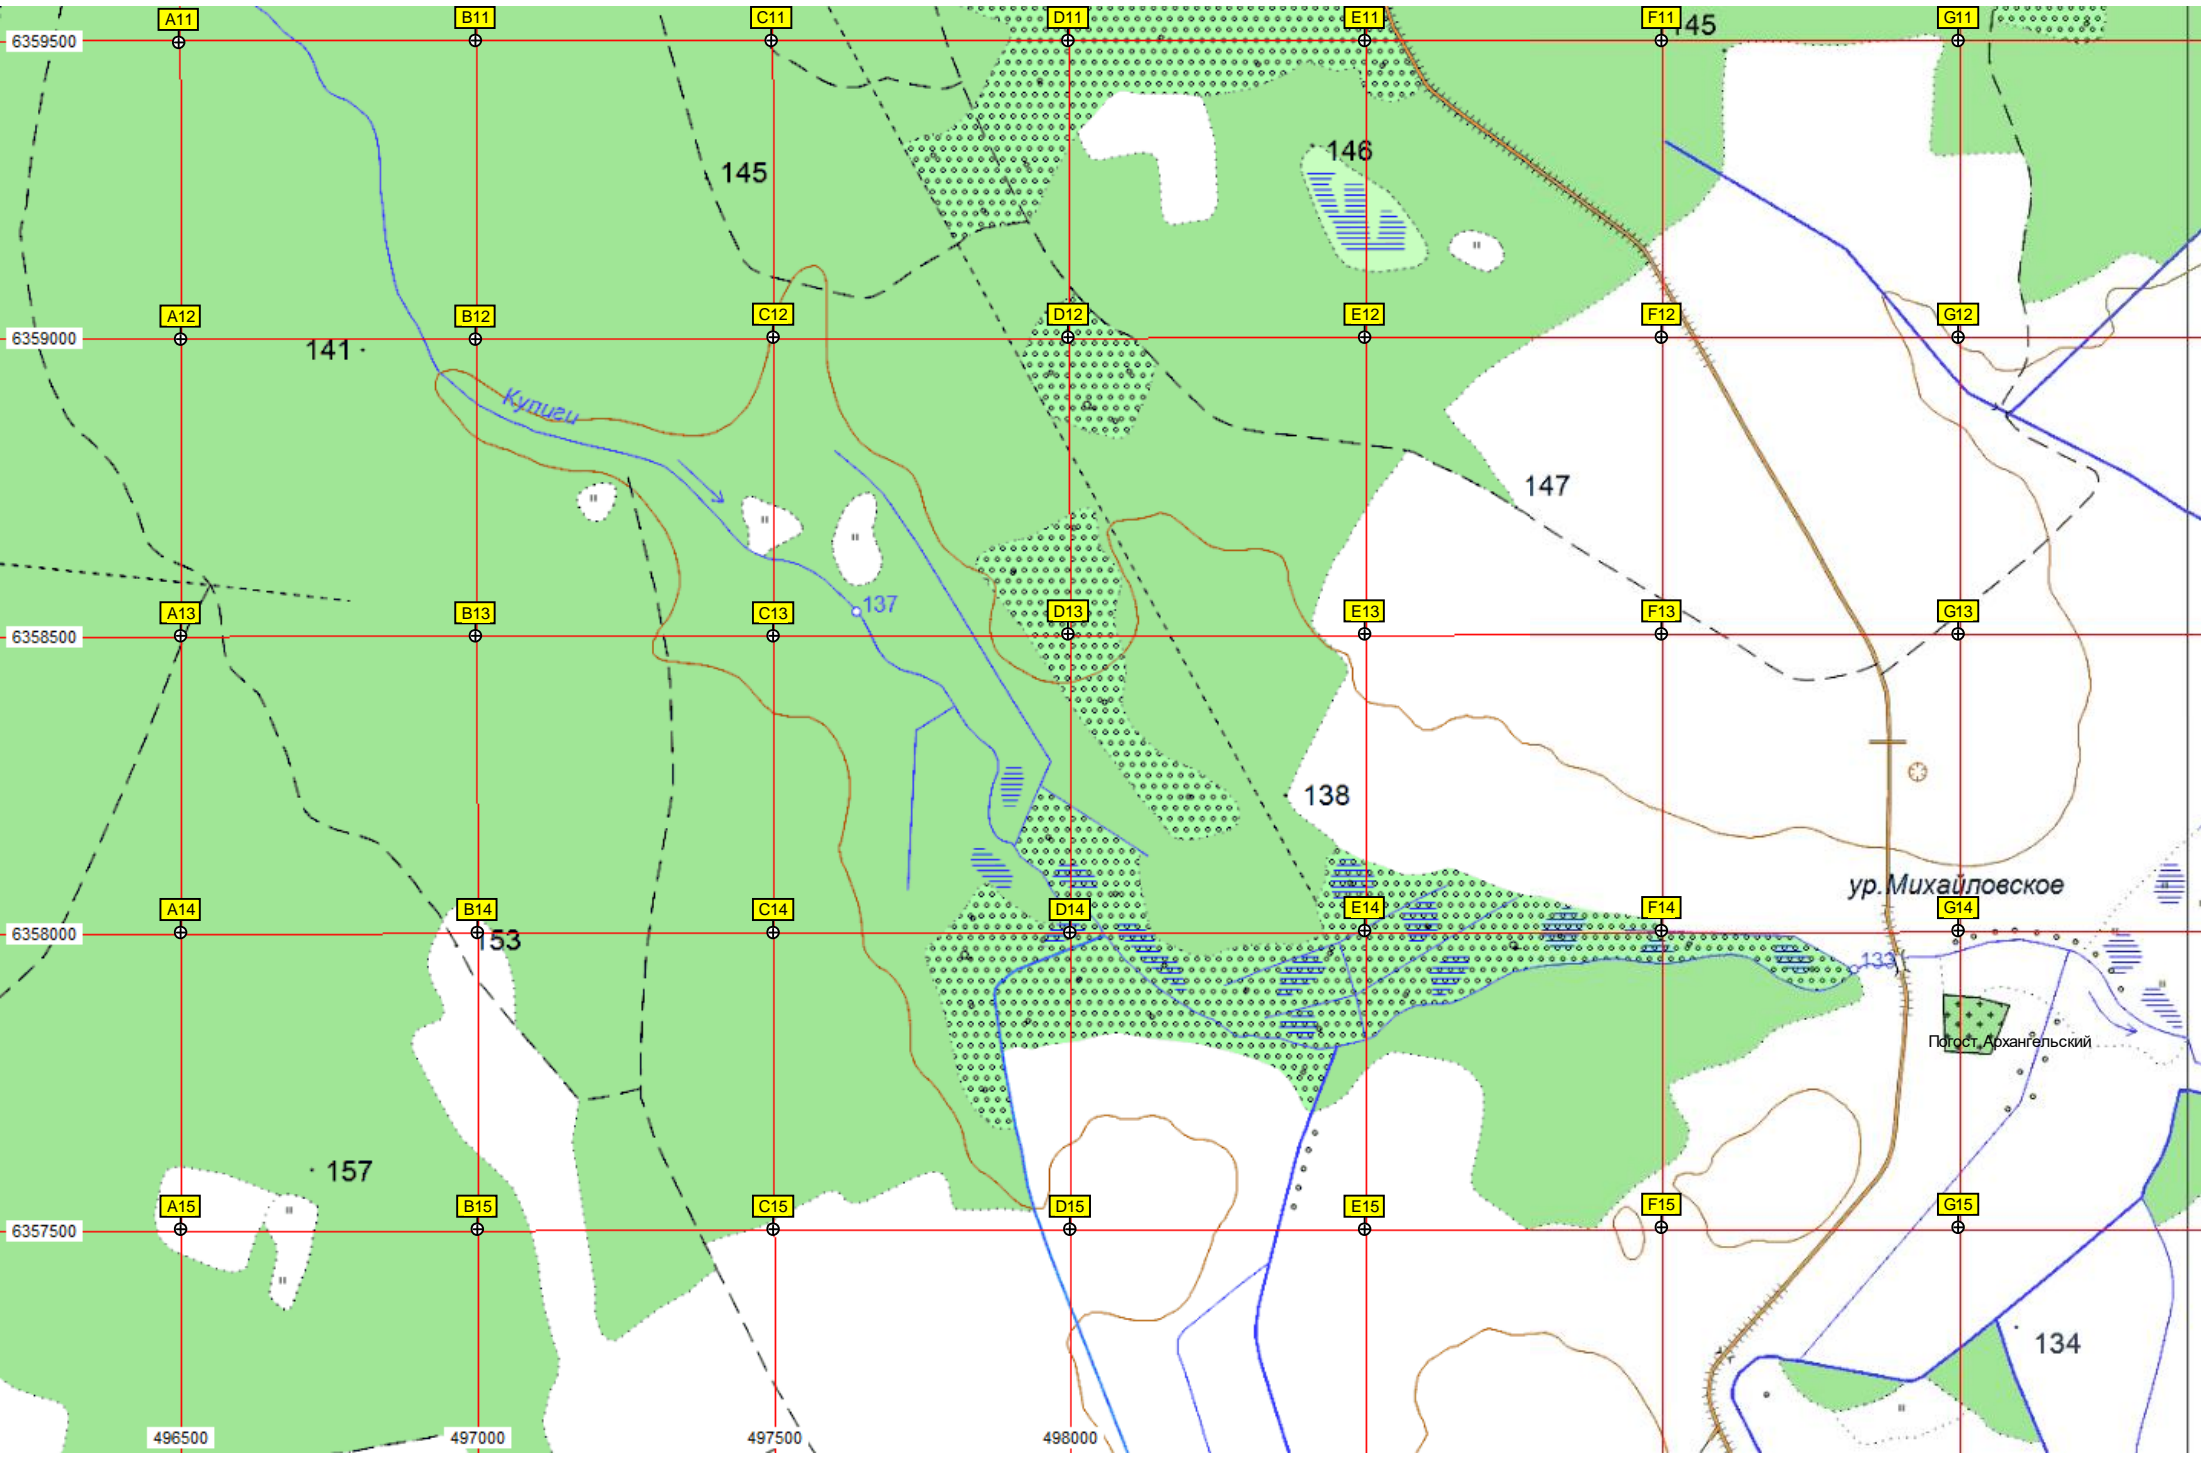 A11 B11 C11 D11 E11 F11 G11
6359500
145
146
145
A12 B12 C12 D12 E12 F12 G12
6359000
141
Купиги
147
137
A13 B13 C13 D13 E13 F13 G13
6358500
138
ур.Михайловское
A14 B14 C14 D14 E14 F14 G14
6358000
153
133
Погост Архангельский
157
A15 B15 C15 D15 E15 F15 G15
6357500
134
496500 497000 497500 498000